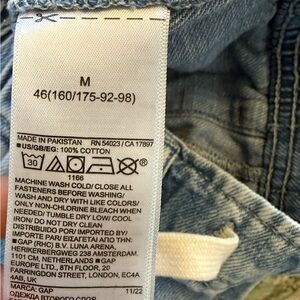 M
46(160/175-92-98)
MADE IN PAKISTAN RN 54023 / CA 17897
■US/GB/EG: 100% COTTON
30
1166
MACHINE WASH COLD/ CLOSE ALL
FASTENERS BEFORE WASHING/
WASH AND DRY WITH LIKE COLORS/
ONLY NON-CHLORINE BLEACH WHEN
NEEDED/ TUMBLE DRY LOW/ COOL
IRON/ DO NOT DRY CLEAN
DISTRIBUIDO POR/ IMPORTED BY/
IMPORTE PAR / ΕΙΣΑΓΕΤΑΙ ΑΠΟ ΤΗΝ:
■GAP (RHC) B.V. LUNA ARENA,
HERIKERBERGWEG 238 AMSTERDAM,
1101 CM, NETHERLANDS ■GAP
EUROPE LTD., 8TH FLOOR, 20
FARRINGDON STREET, LONDON, EC4A
4AB, UK.
MARCA: GAP 11/22
ОДЕЖДА ВТОРОГО СЛОЯ